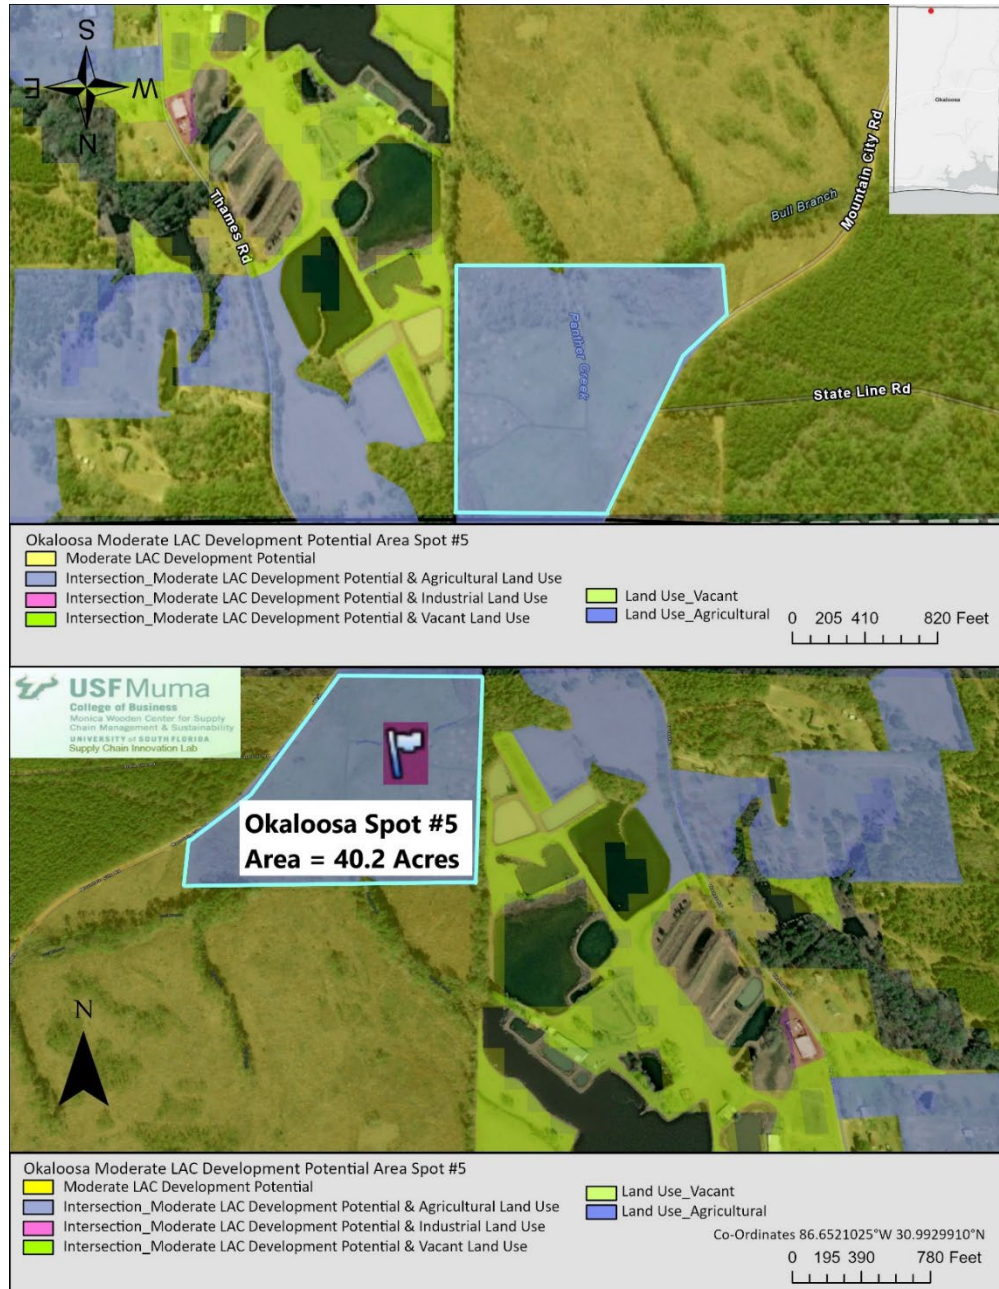 S
E
W
N
Okaloosa
Mountain City Rd
Bull Branch
Thames Rd
Panther Creek
State Line Rd
Okaloosa Moderate LAC Development Potential Area Spot #5
Moderate LAC Development Potential
Intersection_Moderate LAC Development Potential & Agricultural Land Use
Intersection_Moderate LAC Development Potential & Industrial Land Use
Intersection_Moderate LAC Development Potential & Vacant Land Use
Land Use_Vacant
Land Use_Agricultural
0 205 410 820 Feet
USF Muma
College of Business
Monica Wooden Center for Supply
Chain Management & Sustainability
UNIVERSITY of SOUTH FLORIDA
Supply Chain Innovation Lab
Okaloosa Spot #5
Area = 40.2 Acres
N
Okaloosa Moderate LAC Development Potential Area Spot #5
Moderate LAC Development Potential
Intersection_Moderate LAC Development Potential & Agricultural Land Use
Intersection_Moderate LAC Development Potential & Industrial Land Use
Intersection_Moderate LAC Development Potential & Vacant Land Use
Land Use_Vacant
Land Use_Agricultural
Co-Ordinates 86.6521025°W 30.9929910°N
0 195 390 780 Feet